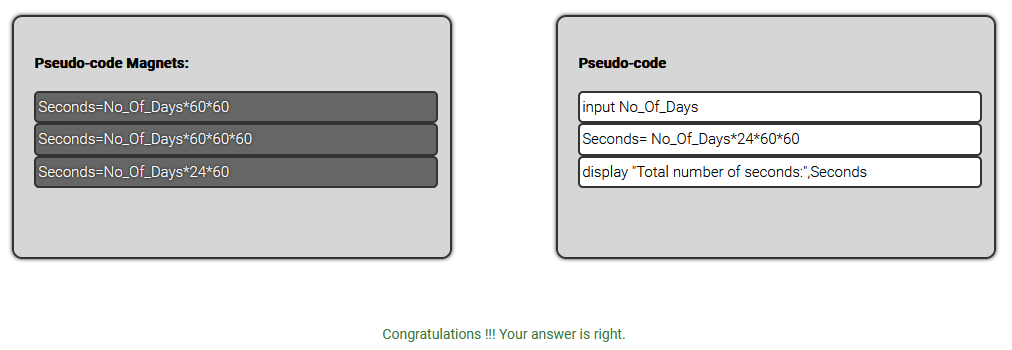 Pseudo-code Magnets:
Seconds=No_Of_Days*60*60
Seconds=No_Of_Days*60*60*60
Seconds=No_Of_Days*24*60
Pseudo-code
input No_Of_Days
Seconds= No_Of_Days*24*60*60
display "Total number of seconds:",Seconds
Congratulations !!! Your answer is right.